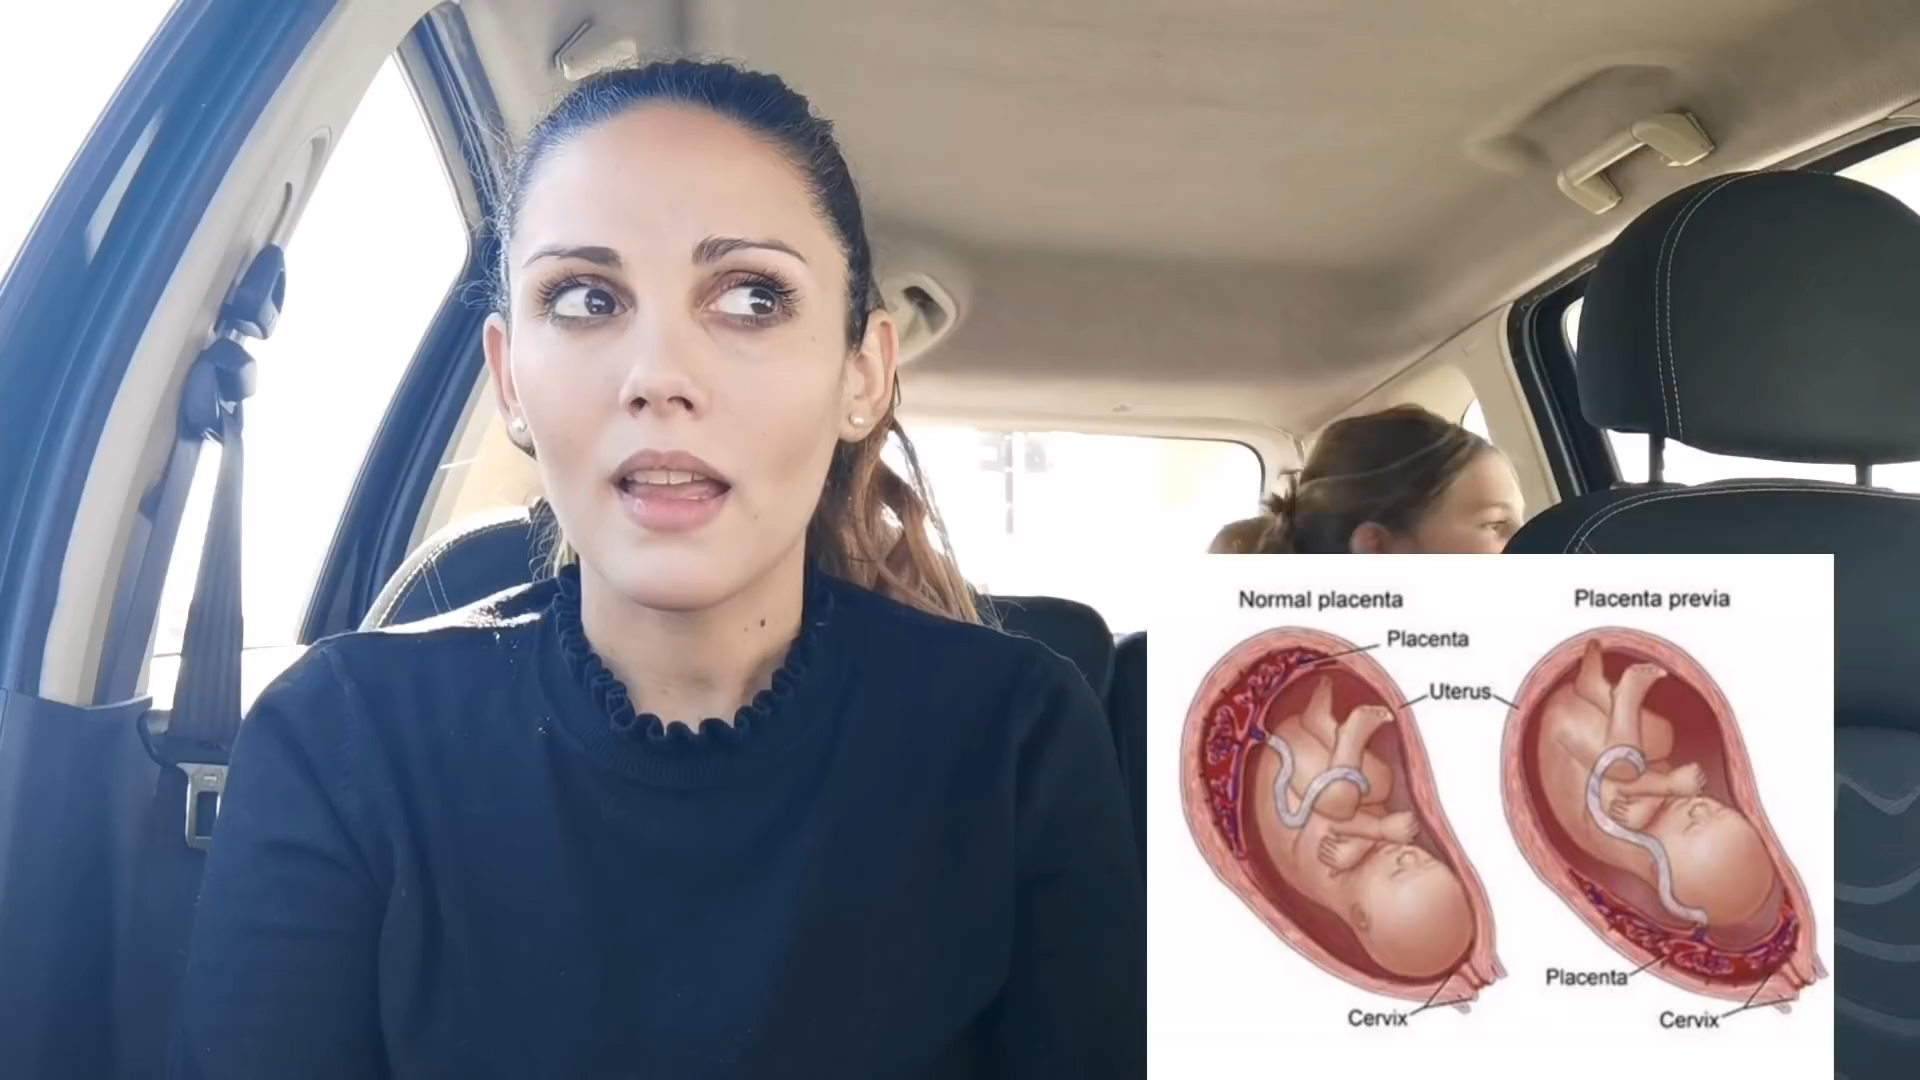 Normal placenta
Placenta previa
Placenta
Uterus
Placenta
Cervix
Cervix